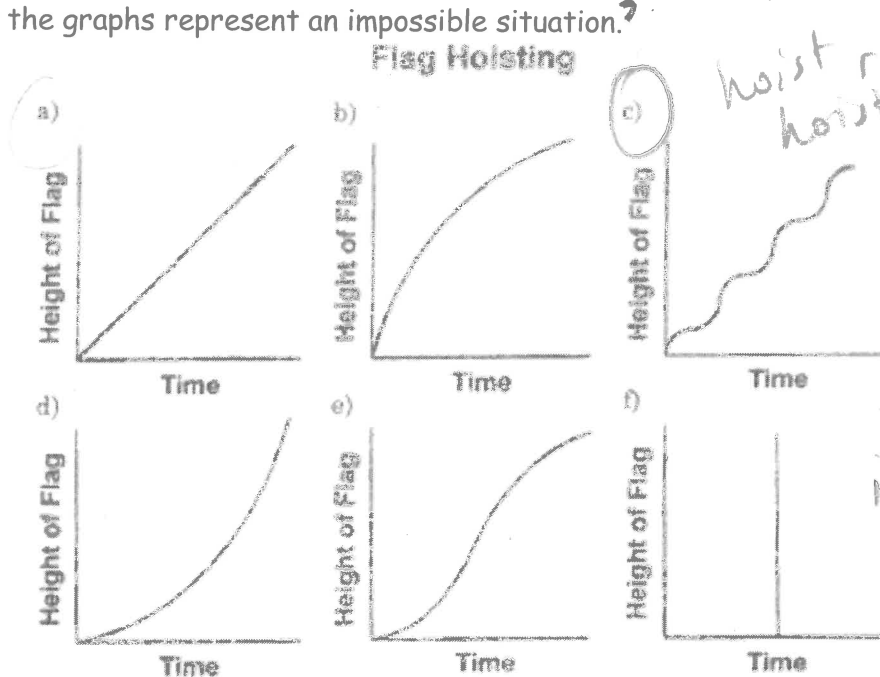 the graphs represent an impossible situation.?
Flag Hoisting
hoist
a) b) c)
Height of Flag Height of Flag Height of Flag
Time Time Time
d) e) f)
Height of Flag Height of Flag Height of Flag
Time Time Time